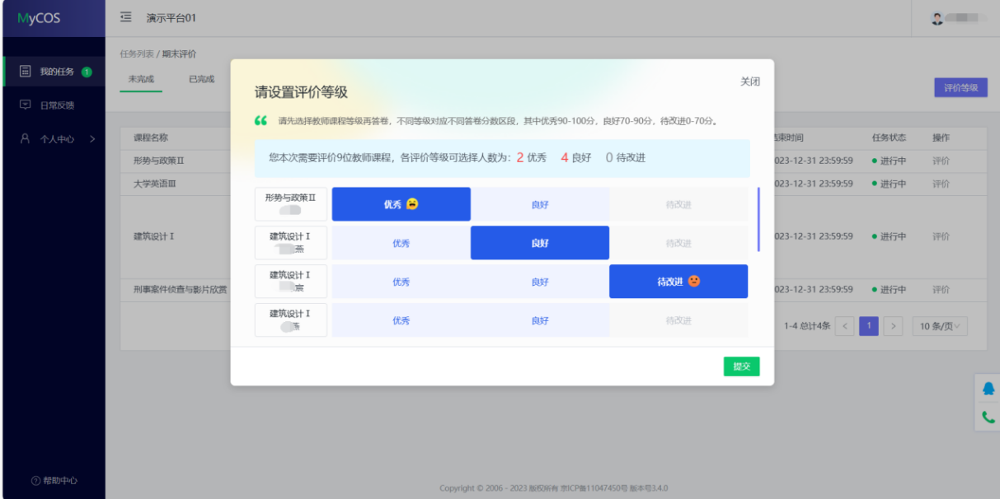 MyCOS
演示平台01
我的任务 1
日常反馈
个人中心
帮助中心
任务列表 / 期末评价
未完成 已完成
评价等级
课程名称 结束时间 任务状态 操作
形势与政策II 023-12-31 23:59:59 进行中 评价
大学英语III 023-12-31 23:59:59 进行中 评价
建筑设计 I 023-12-31 23:59:59 进行中 评价
刑事案件侦查与影片欣赏 023-12-31 23:59:59 进行中 评价
1-4 总计4条 < 1 > 10 条/页
请设置评价等级
关闭
请先选择教师课程等级再答卷，不同等级对应不同答卷分数区段，其中优秀90-100分，良好70-90分，待改进0-70分。
您本次需要评价9位教师课程，各评价等级可选择人数为：2 优秀 4 良好 0 待改进
形势与政策II 优秀 良好 待改进
建筑设计 I 优秀 良好 待改进
燕
建筑设计 I 优秀 良好 待改进
宸
建筑设计 I 优秀 良好 待改进
提交
Copyright © 2006 - 2023 版权所有 京ICP备11047450号 版本号3.4.0